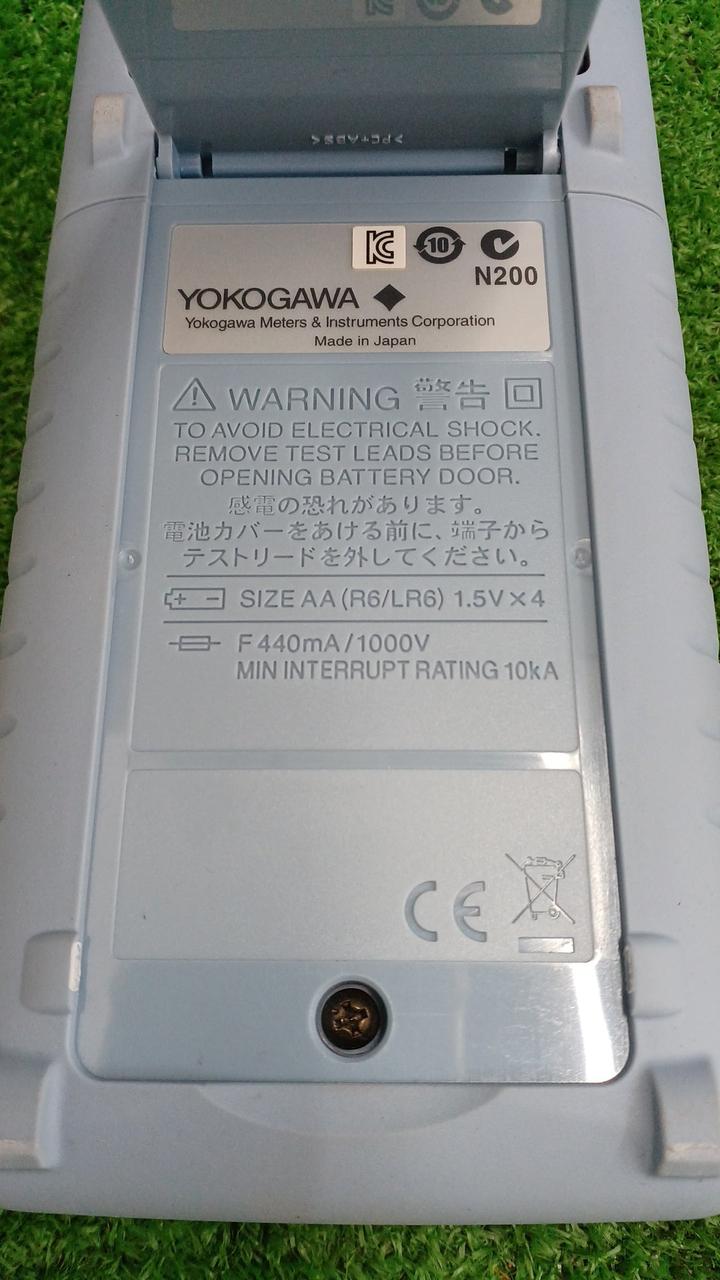 >PC+ABS<
10
N200
YOKOGAWA
Yokogawa Meters & Instruments Corporation
Made in Japan
WARNING 警告
TO AVOID ELECTRICAL SHOCK.
REMOVE TEST LEADS BEFORE
OPENING BATTERY DOOR.
感電の恐れがあります。
電池カバーをあける前に、端子から
テストリードを外してください。
+ − SIZE AA (R6/LR6) 1.5V×4
F 440mA/1000V
MIN INTERRUPT RATING 10kA
CE